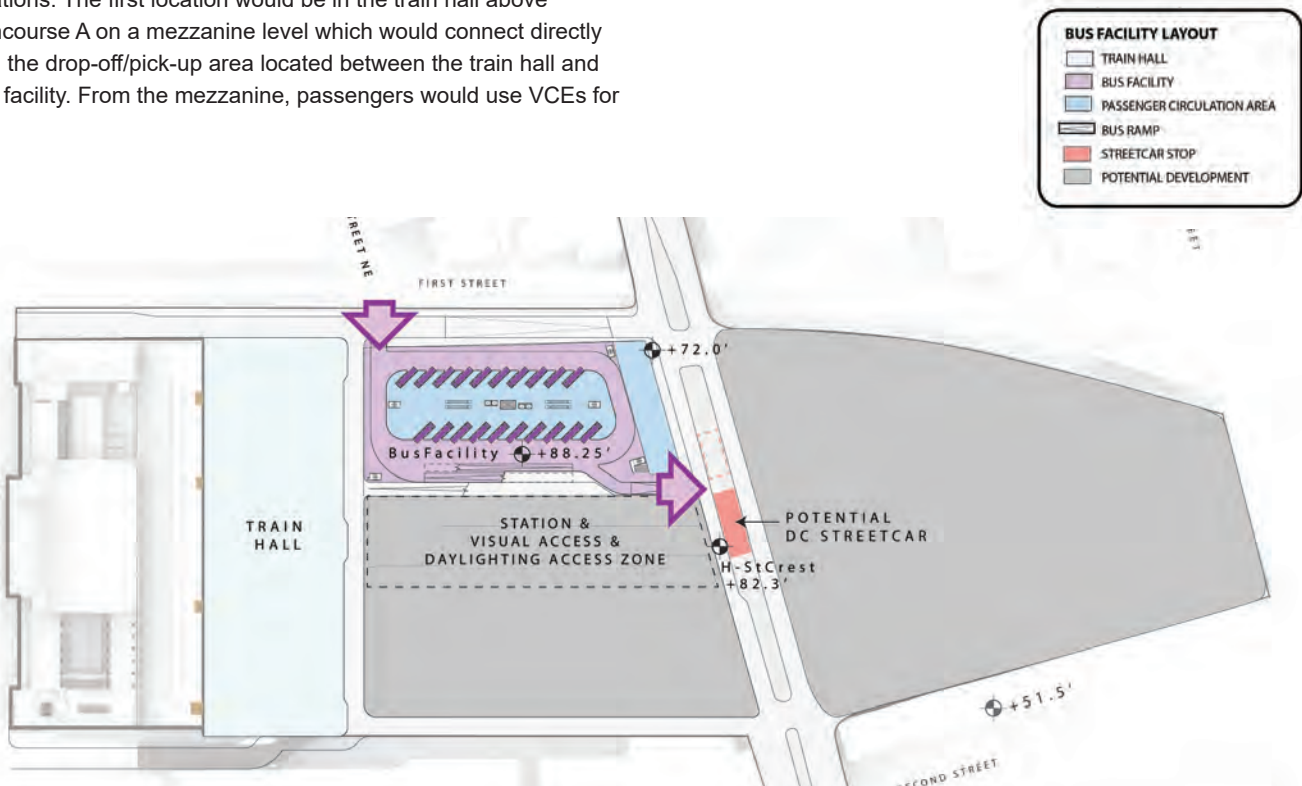 ations. The first location would be in the train hall above
ncourse A on a mezzanine level which would connect directly
the drop-off/pick-up area located between the train hall and
facility. From the mezzanine, passengers would use VCEs for
BUS FACILITY LAYOUT
TRAIN HALL
BUS FACILITY
PASSENGER CIRCULATION AREA
BUS RAMP
STREETCAR STOP
POTENTIAL DEVELOPMENT
REET NE
FIRST STREET
ET
+72.0'
BusFacility +88.25'
TRAIN
HALL
STATION &
VISUAL ACCESS &
DAYLIGHTING ACCESS ZONE
POTENTIAL
DC STREETCAR
H-StCrest
+82.3'
+51.5'
ECOND STREET